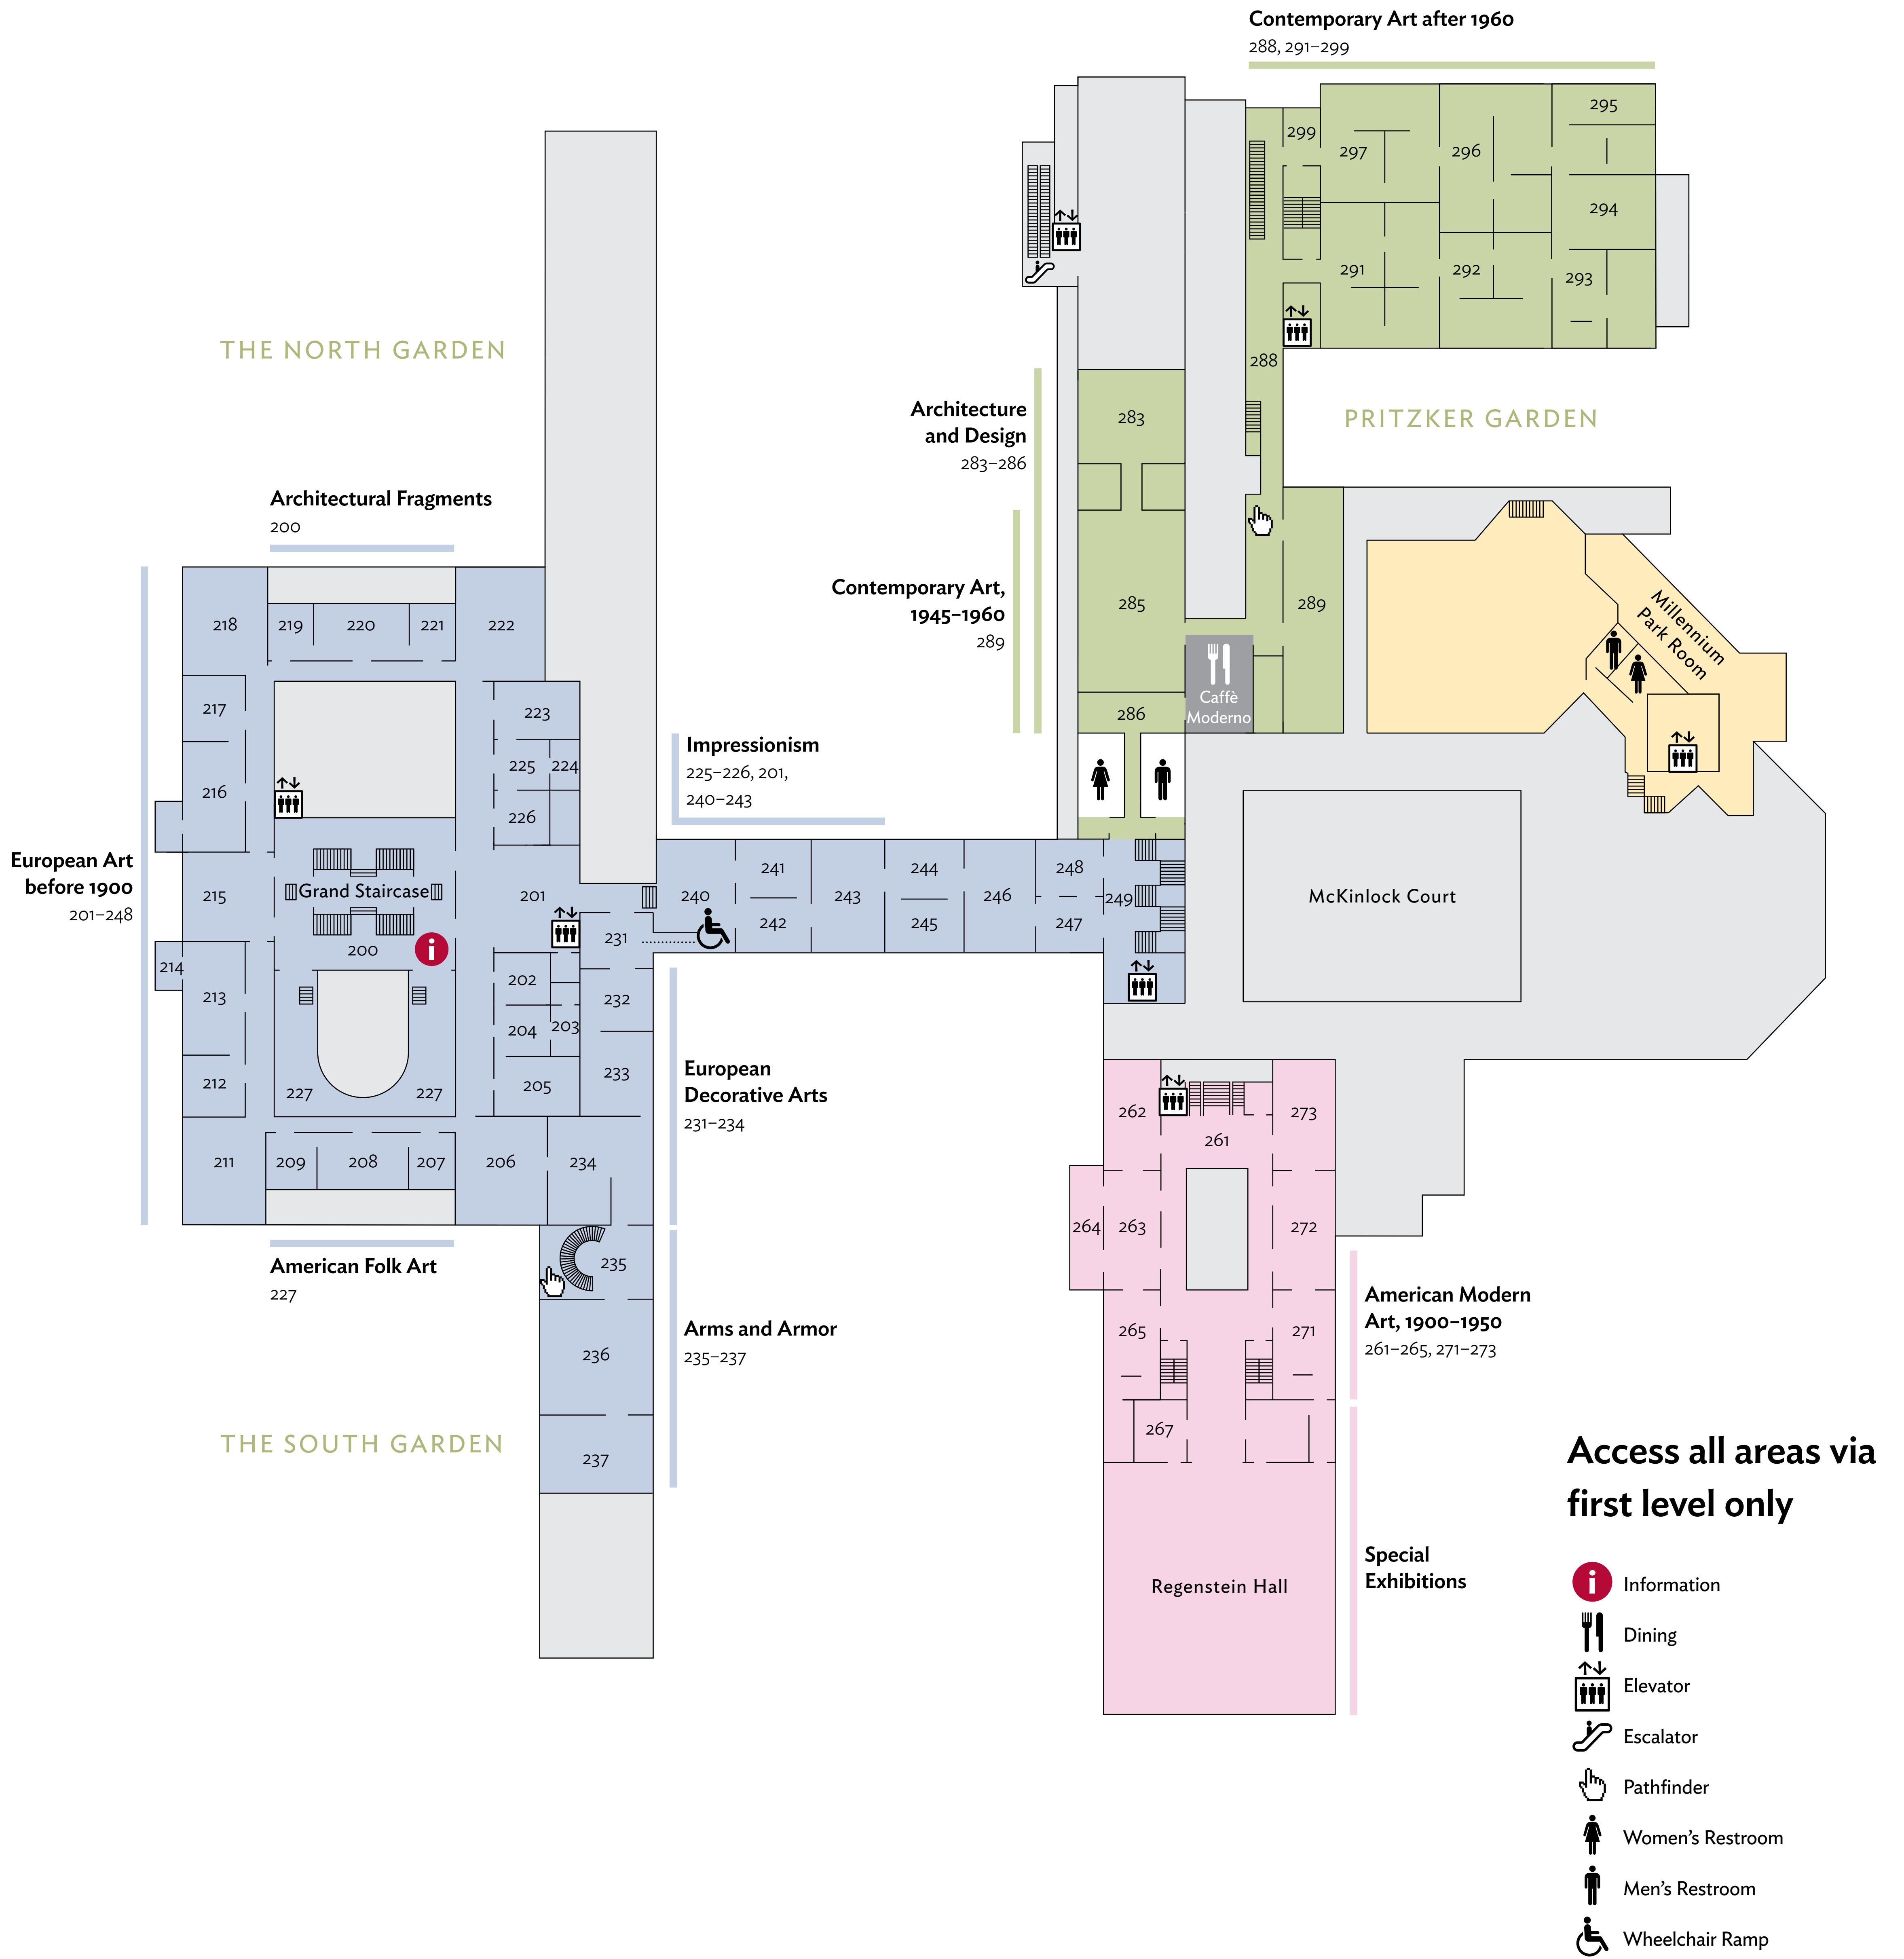 Contemporary Art after 1960
288, 291–299
295
299
297
296
294
291
292
293
288
THE NORTH GARDEN
PRITZKER GARDEN
Architecture
and Design
283–286
283
Architectural Fragments
200
Contemporary Art,
1945–1960
289
285
289
Millennium
Park Room
218
219
220
221
222
217
223
286
Caffè
Moderno
Impressionism
225–226, 201,
240–243
225
224
216
226
European Art
before 1900
201–248
215
Grand Staircase
201
240
241
242
243
244
245
246
248
247
249
McKinlock Court
200
231
214
213
202
232
204
203
212
227
227
205
233
European
Decorative Arts
231–234
262
273
261
211
209
208
207
206
234
264
263
272
American Folk Art
227
235
American Modern
Art, 1900–1950
261–265, 271–273
265
271
Arms and Armor
235–237
236
267
THE SOUTH GARDEN
237
Access all areas via
first level only
Regenstein Hall
Special
Exhibitions
i Information
Dining
Elevator
Escalator
Pathfinder
Women's Restroom
Men's Restroom
Wheelchair Ramp